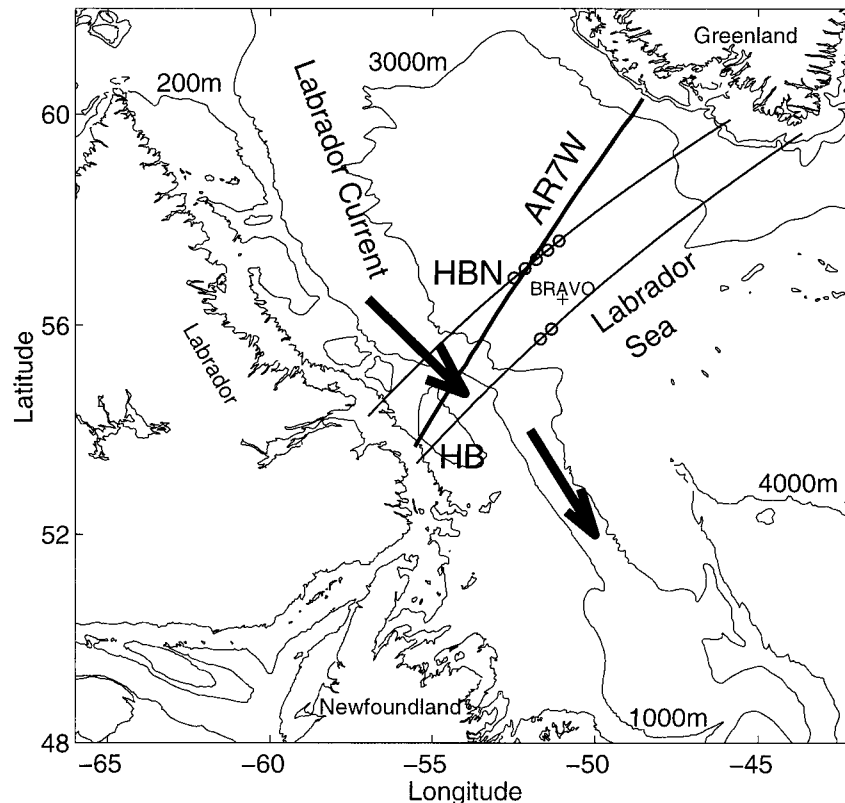 Greenland
3000m
200m
60
Labrador Current
AR7W
HBN
BRAVO
Labrador
Sea
56
Labrador
Latitude
HB
4000m
52
Newfoundland
1000m
48
−65
−60
−55
−50
−45
Longitude